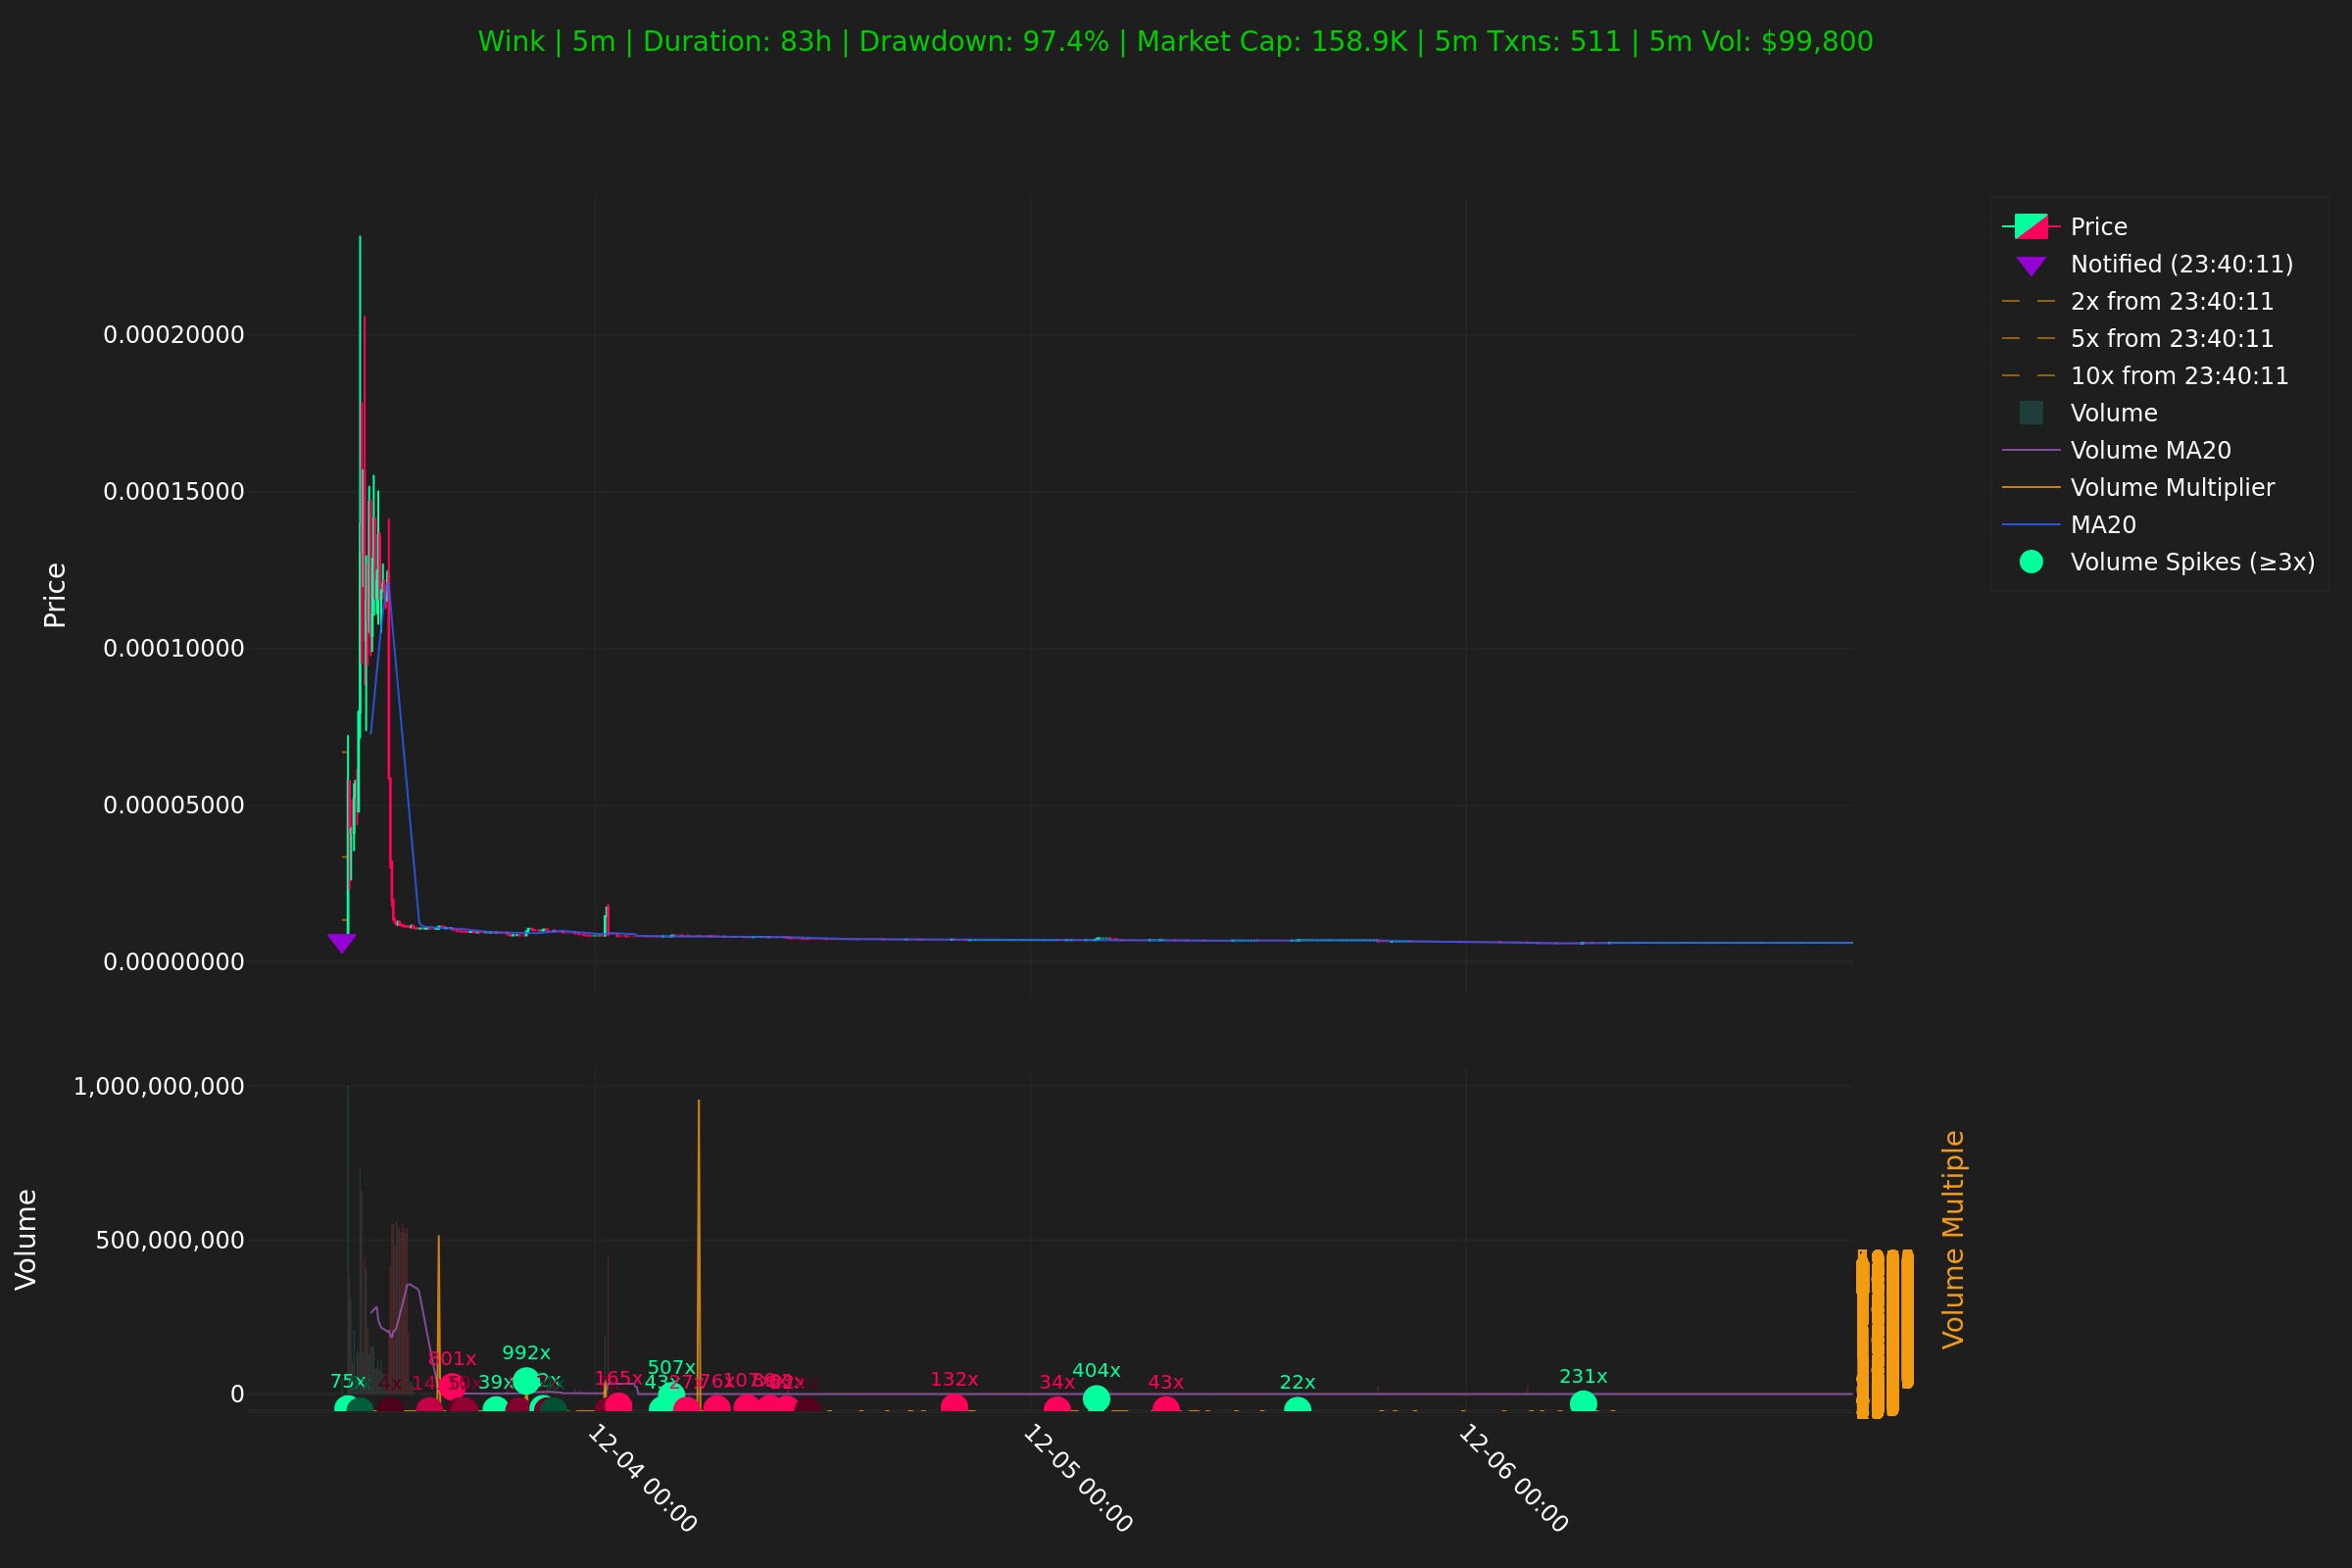 Wink | 5m | Duration: 83h | Drawdown: 97.4% | Market Cap: 158.9K | 5m Txns: 511 | 5m Vol: $99,800
Price
0.00020000
0.00015000
0.00010000
0.00005000
0.00000000
Price
Notified (23:40:11)
2x from 23:40:11
5x from 23:40:11
10x from 23:40:11
Volume
Volume MA20
Volume Multiplier
MA20
Volume Spikes (≥3x)
Volume
1,000,000,000
500,000,000
0
75x
4x
801x
39x
992x
165x
507x
132x
34x
404x
43x
22x
231x
Volume Multiple
12-04 00:00
12-05 00:00
12-06 00:00